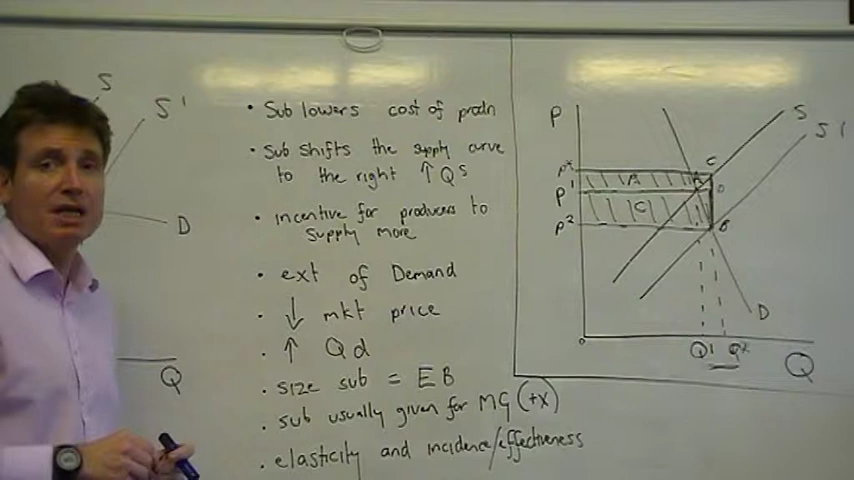 S
S1
D
Q
• Sub lowers cost of prodn
• Sub shifts the supply curve
to the right ↑ QS
• incentive for producers to
supply more
• ext of Demand
• ↓ mkt price
• ↑ Qd
• size sub = EB
• sub usually given for MG (+x)
• elasticity and incidence/effectiveness
P
S
S1
C
P*
A
A
D
P1
C
P2
B
D
0
Q1
Q2
Q